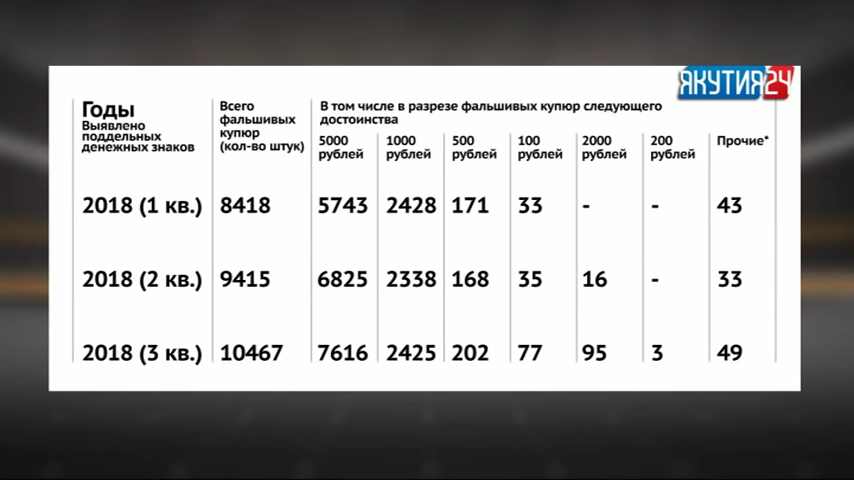 ЯКУТИЯ24
Годы
Выявлено
поддельных
денежных знаков
Всего
фальшивых
купюр
(кол-во штук)
В том числе в разрезе фальшивых купюр следующего
достоинства
5000
рублей
1000
рублей
500
рублей
100
рублей
2000
рублей
200
рублей
Прочие*
2018 (1 кв.) 8418 5743 2428 171 33 - - 43
2018 (2 кв.) 9415 6825 2338 168 35 16 - 33
2018 (3 кв.) 10467 7616 2425 202 77 95 3 49